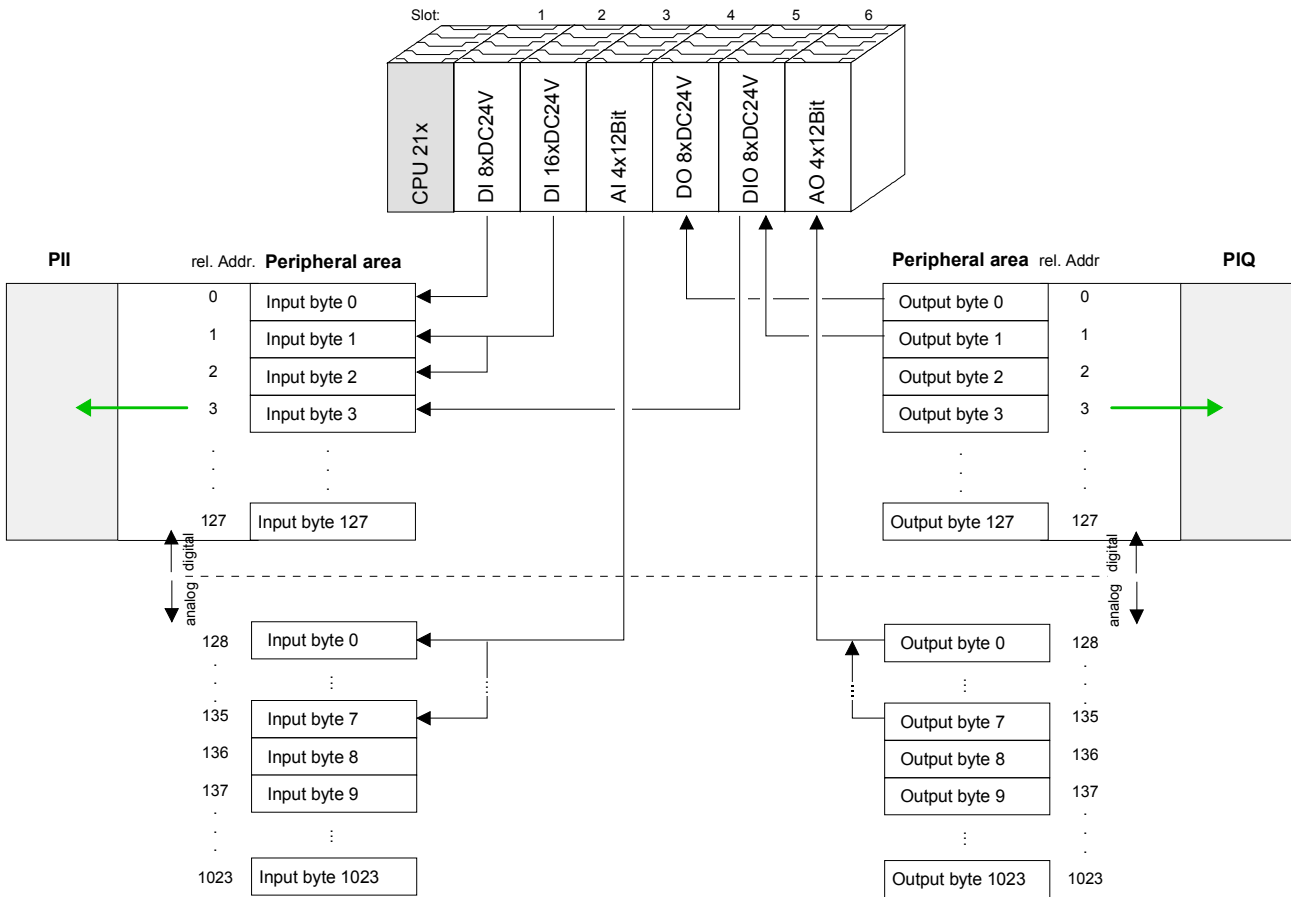 Slot: 1 2 3 4 5 6
CPU 21x
DI 8xDC24V
DI 16xDC24V
AI 4x12Bit
DO 8xDC24V
DIO 8xDC24V
AO 4x12Bit
PII rel. Addr. Peripheral area
0 Input byte 0
1 Input byte 1
2 Input byte 2
3 Input byte 3
. .
. .
. .
127 Input byte 127
digital
analog
128 Input byte 0
. ...
135 Input byte 7
136 Input byte 8
137 Input byte 9
. ...
1023 Input byte 1023
Peripheral area rel. Addr PIQ
Output byte 0 0
Output byte 1 1
Output byte 2 2
Output byte 3 3
. .
. .
. .
Output byte 127 127
digital
analog
Output byte 0 128
... .
Output byte 7 135
Output byte 8 136
Output byte 9 137
... .
Output byte 1023 1023